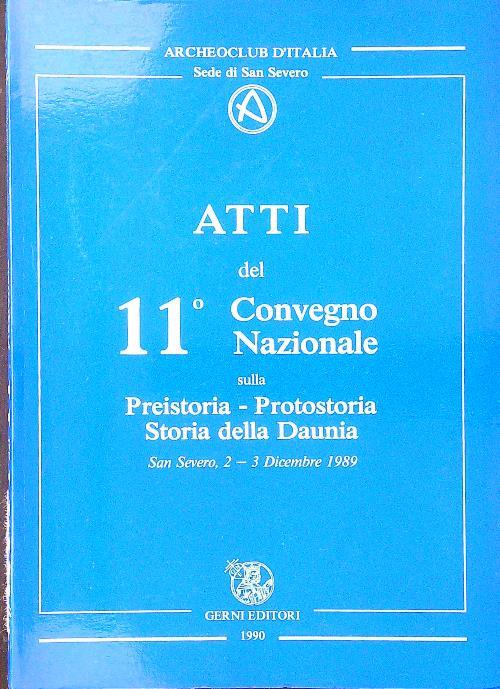 ARCHEOCLUB D'ITALIA
Sede di San Severo
A
ATTI
del
11° Convegno
Nazionale
sulla
Preistoria - Protostoria
Storia della Daunia
San Severo, 2 – 3 Dicembre 1989
GERNI EDITORI
1990